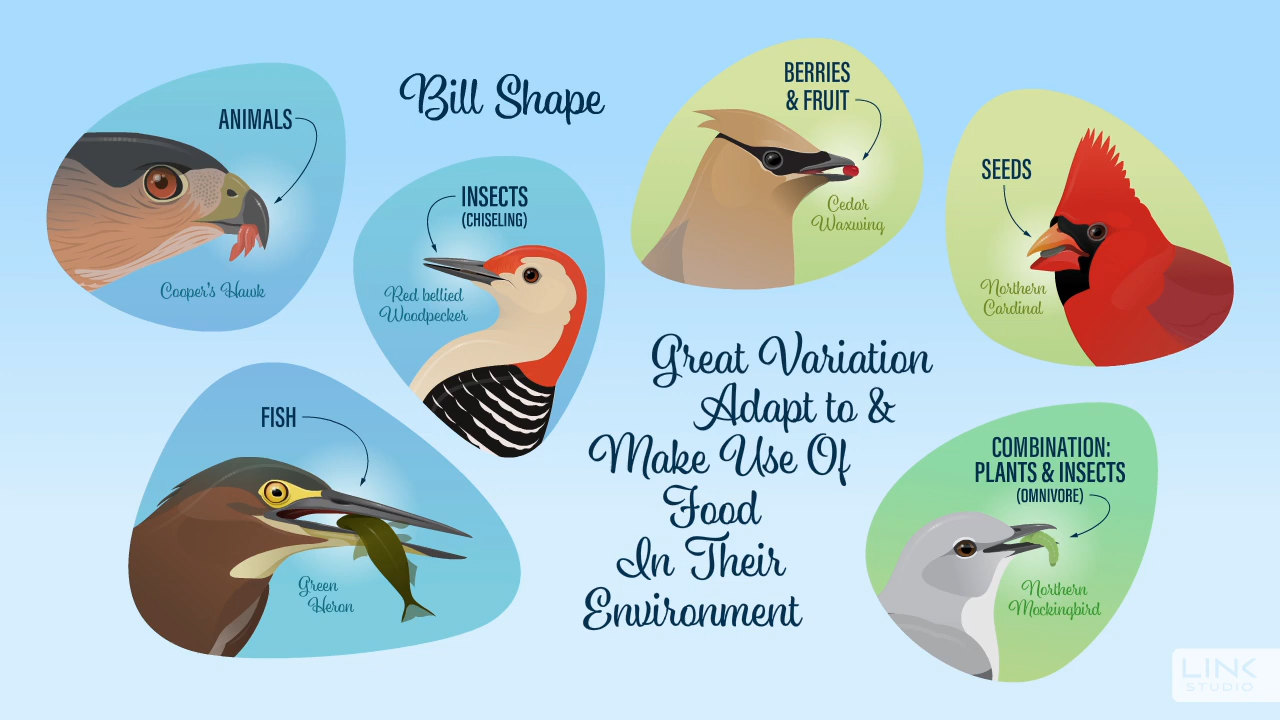 Bill Shape
ANIMALS
Cooper's Hawk
INSECTS
(CHISELING)
Red bellied
Woodpecker
BERRIES
& FRUIT
Cedar
Waxwing
SEEDS
Northern
Cardinal
FISH
Green
Heron
Great Variation
Adapt to &
Make Use Of
Food
In Their
Environment
COMBINATION:
PLANTS & INSECTS
(OMNIVORE)
Northern
Mockingbird
LINK
STUDIO